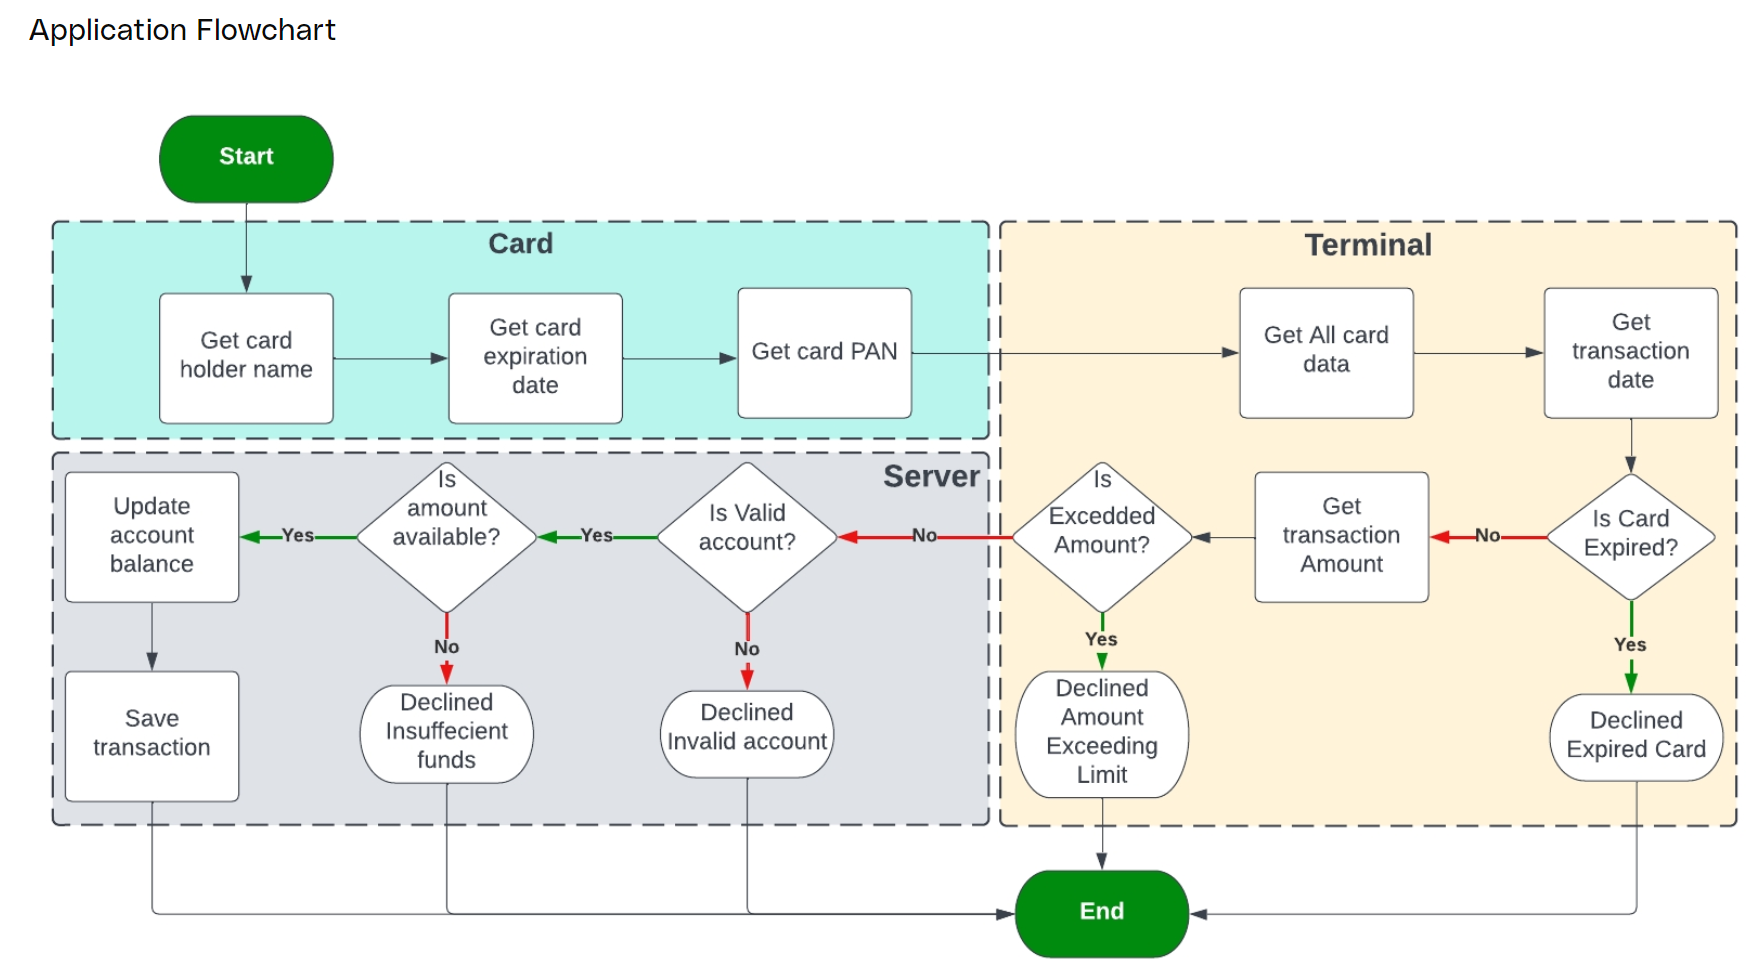 Application Flowchart
Start
Card
Get card
holder name
Get card
expiration
date
Get card PAN
Terminal
Get All card
data
Get
transaction
date
Is Card
Expired?
No
Yes
Declined
Expired Card
Get
transaction
Amount
Is
Excedded
Amount?
No
Yes
Declined
Amount
Exceeding
Limit
Server
Is Valid
account?
Yes
No
Declined
Invalid account
Is
amount
available?
Yes
No
Declined
Insuffecient
funds
Update
account
balance
Save
transaction
End